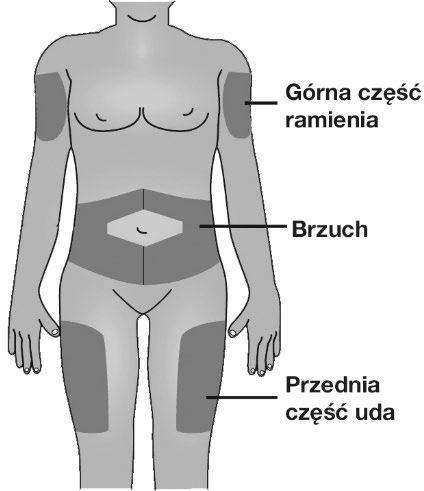 Górna część
ramienia
Brzuch
Przednia
część uda